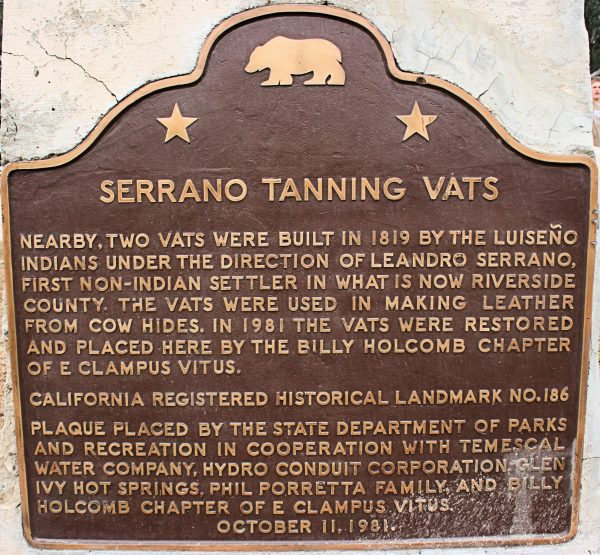 SERRANO TANNING VATS
NEARBY, TWO VATS WERE BUILT IN 1819 BY THE LUISEÑO
INDIANS UNDER THE DIRECTION OF LEANDRO SERRANO,
FIRST NON-INDIAN SETTLER IN WHAT IS NOW RIVERSIDE
COUNTY. THE VATS WERE USED IN MAKING LEATHER
FROM COW HIDES. IN 1981 THE VATS WERE RESTORED
AND PLACED HERE BY THE BILLY HOLCOMB CHAPTER
OF E CLAMPUS VITUS.
CALIFORNIA REGISTERED HISTORICAL LANDMARK NO. 186
PLAQUE PLACED BY THE STATE DEPARTMENT OF PARKS
AND RECREATION IN COOPERATION WITH TEMESCAL
WATER COMPANY, HYDRO CONDUIT CORPORATION, GLEN
IVY HOT SPRINGS, PHIL PORRETTA FAMILY, AND BILLY
HOLCOMB CHAPTER OF E CLAMPUS VITUS.
OCTOBER 11, 1981.